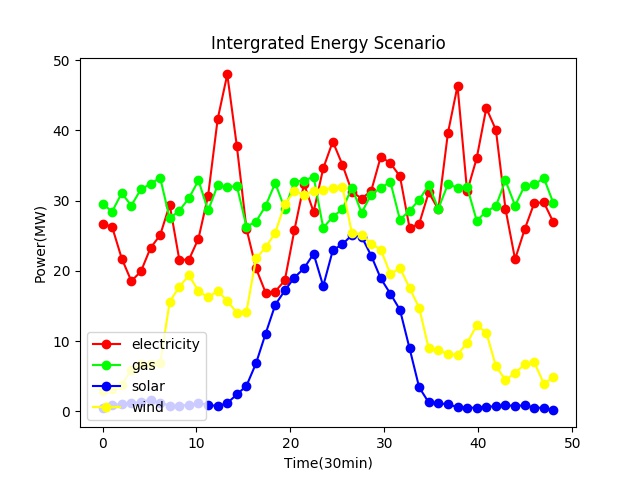 Intergrated Energy Scenario
Power(MW)
50
40
30
20
10
0
electricity
gas
solar
wind
0 10 20 30 40 50
Time(30min)